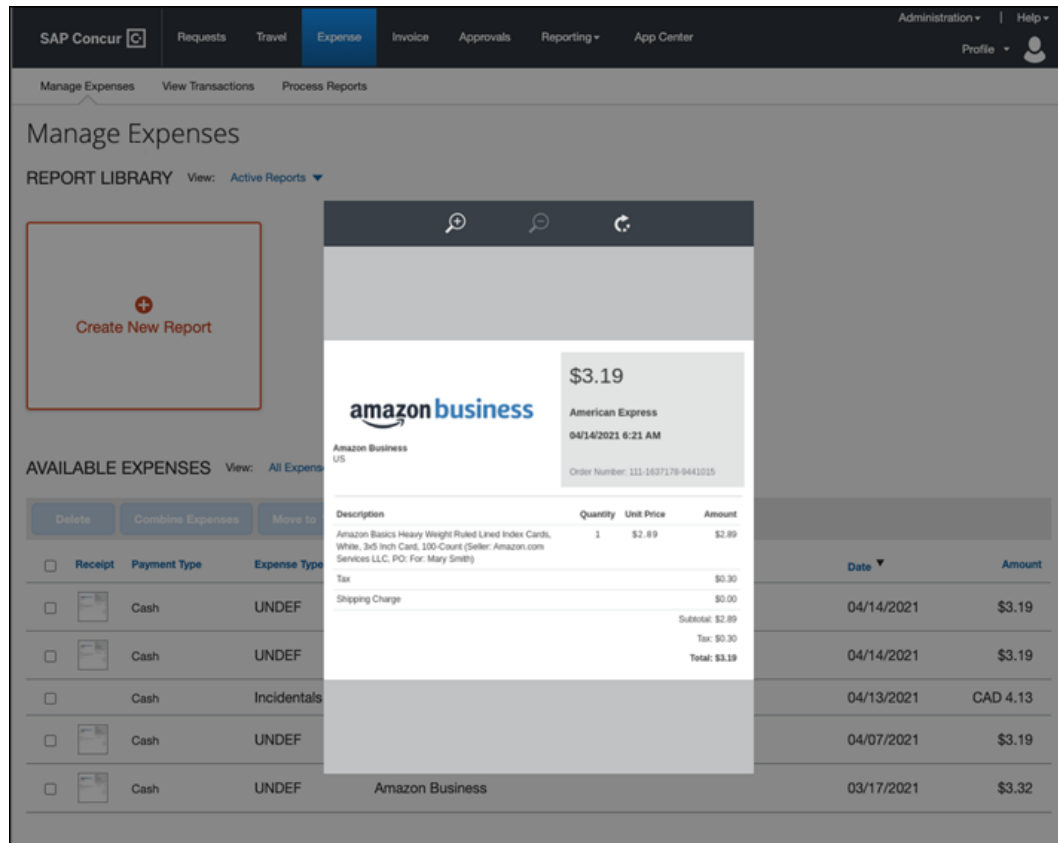 Administration | Help
SAP Concur C Requests Travel Expense Invoice Approvals Reporting App Center
Profile
Manage Expenses View Transactions Process Reports
Manage Expenses
REPORT LIBRARY View: Active Reports
Create New Report
AVAILABLE EXPENSES View: All Expens
Delete Combine Expenses Move to
Receipt Payment Type Expense Type Date Amount
Cash UNDEF 04/14/2021 $3.19
Cash UNDEF 04/14/2021 $3.19
Cash Incidentals 04/13/2021 CAD 4.13
Cash UNDEF 04/07/2021 $3.19
Cash UNDEF Amazon Business 03/17/2021 $3.32
amazon business
Amazon Business
US
$3.19
American Express
04/14/2021 6:21 AM
Order Number: 111-1637178-9441015
Description Quantity Unit Price Amount
Amazon Basics Heavy Weight Ruled Lined Index Cards, 1 $2.89 $2.89
White, 3x5 Inch Card, 100-Count (Seller: Amazon.com
Services LLC, PO: For: Mary Smith)
Tax $0.30
Shipping Charge $0.00
Subtotal: $2.89
Tax: $0.30
Total: $3.19